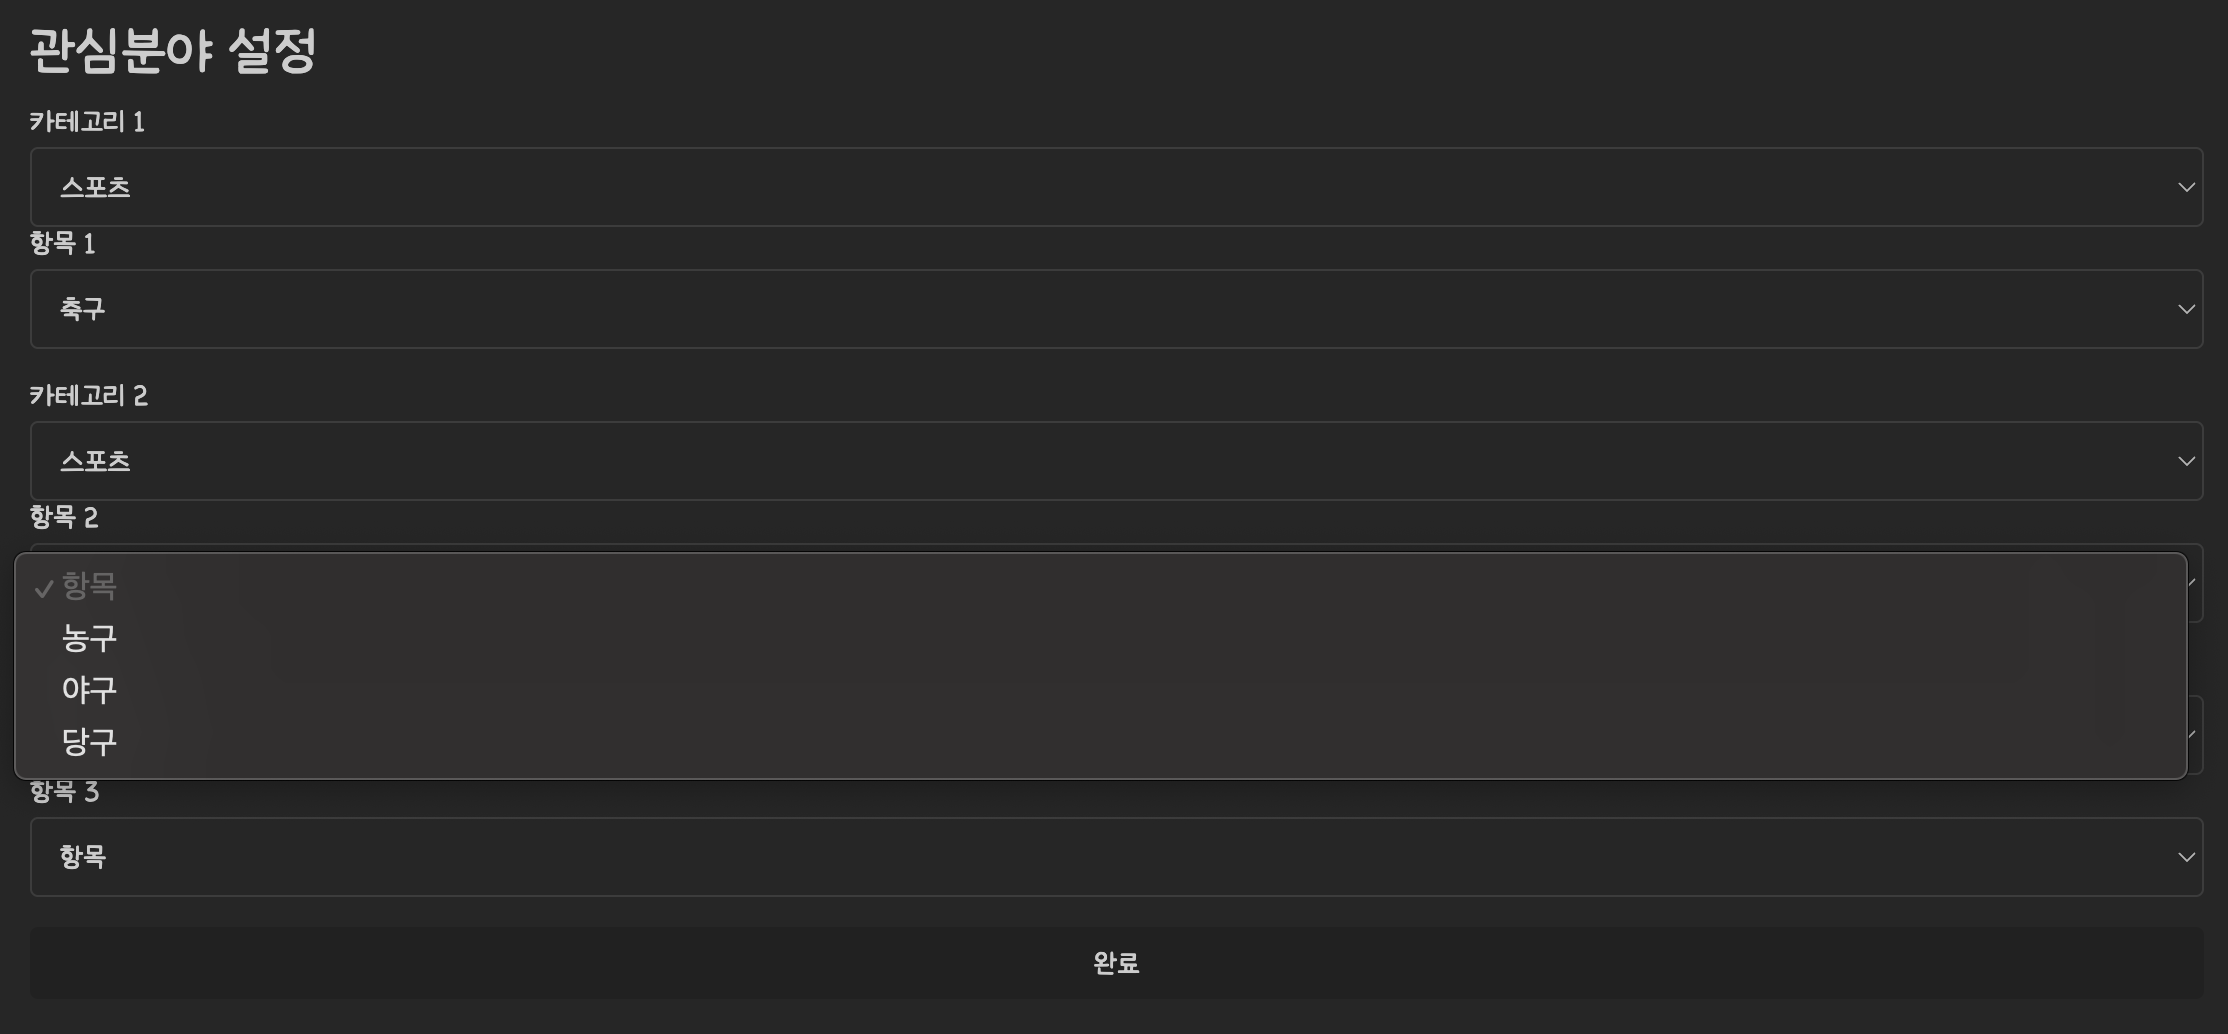 관심분야 설정
카테고리 1
스포츠
항목 1
축구
카테고리 2
스포츠
항목 2
항목
농구
야구
당구
항목 3
항목
완료